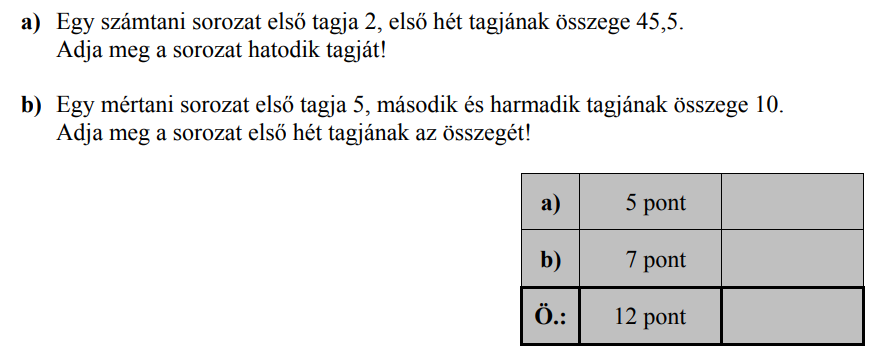 a) Egy számtani sorozat első tagja 2, első hét tagjának összege 45,5.
Adja meg a sorozat hatodik tagját!
b) Egy mértani sorozat első tagja 5, második és harmadik tagjának összege 10.
Adja meg a sorozat első hét tagjának az összegét!
a) 5 pont
b) 7 pont
Ö.: 12 pont